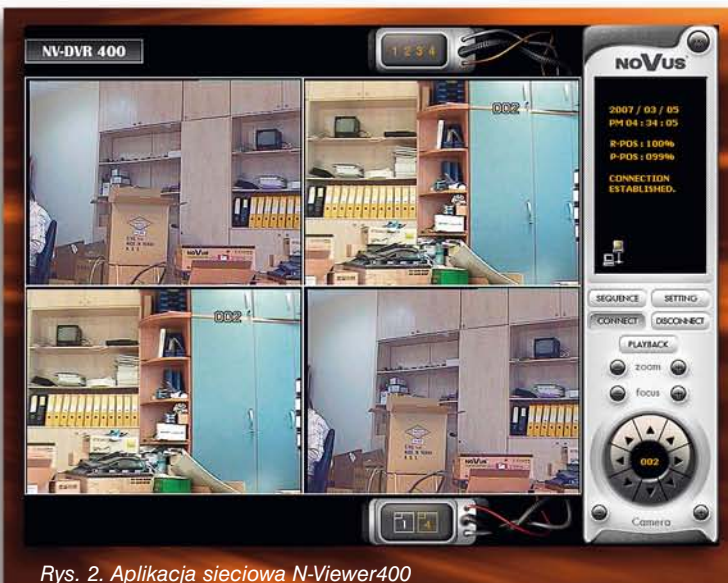 NV-DVR 400
1 2 3 4
NOVUS
2007 / 03 / 05
PM 04 : 34 : 05
R-POS : 100%
P-POS : 099%
CONNECTION
ESTABLISHED.
002
002
SEQUENCE SETTING
CONNECT DISCONNECT
PLAYBACK
zoom
focus
002
Camera
NOVUS
NOVUS
1 4
Rys. 2. Aplikacja sieciowa N-Viewer400